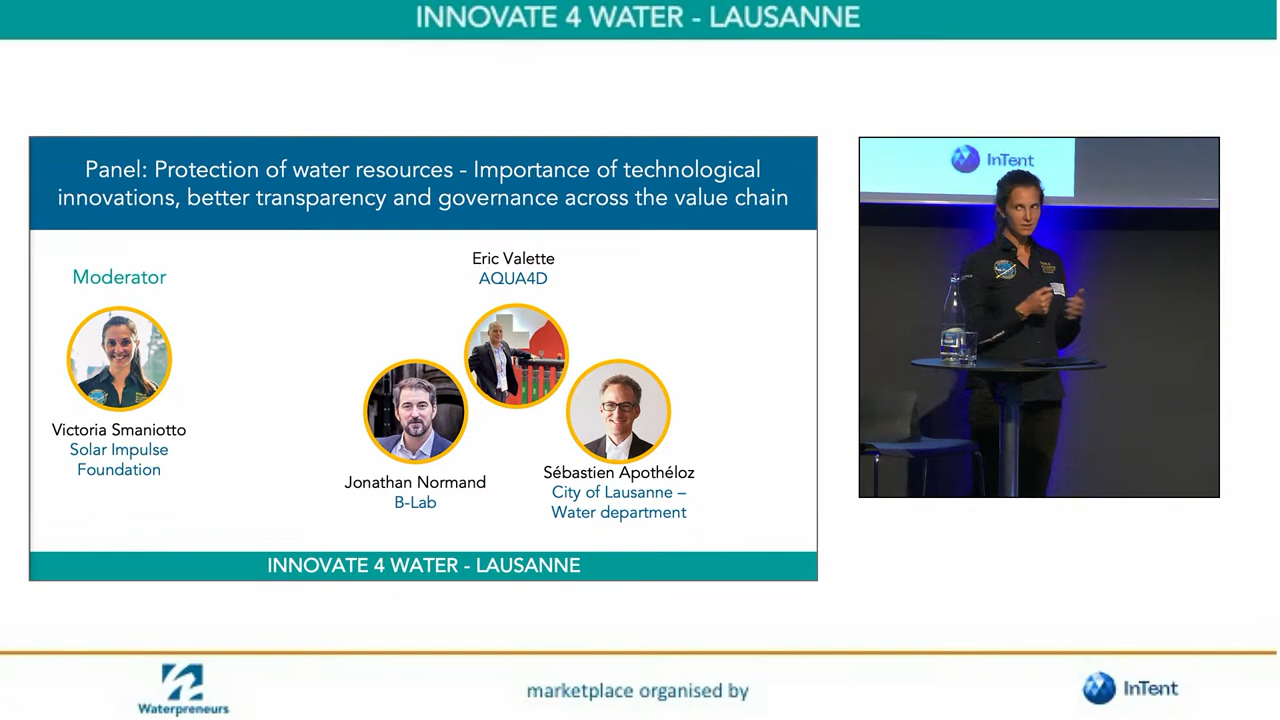 INNOVATE 4 WATER - LAUSANNE
Panel: Protection of water resources - Importance of technological
innovations, better transparency and governance across the value chain
Moderator
Victoria Smaniotto
Solar Impulse
Foundation
Eric Valette
AQUA4D
Jonathan Normand
B-Lab
Sébastien Apothéloz
City of Lausanne –
Water department
INNOVATE 4 WATER - LAUSANNE
InTent
Waterpreneurs
marketplace organised by
InTent